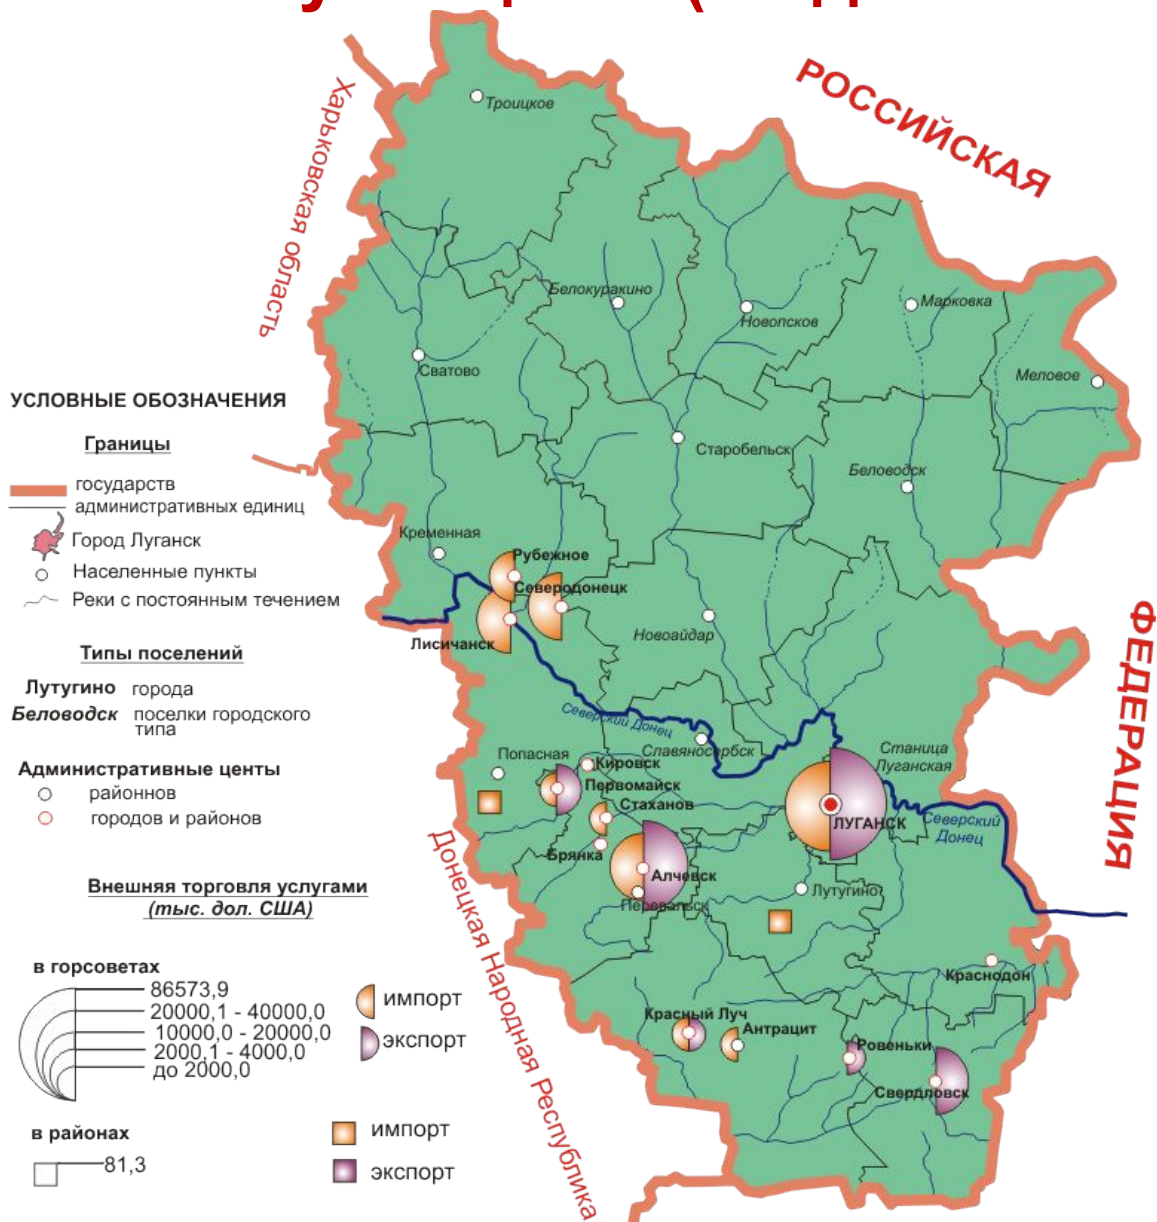 РОССИЙСКАЯ
ФЕДЕРАЦИЯ
Харьковская область
Донецкая Народная Республика
Троицкое
Белокуракино
Новопсков
Марковка
Меловое
Сватово
Старобельск
Беловодск
Кременная
Рубежное
Северодонецк
Лисичанск
Новоайдар
Северский Донец
Славяносербск
Станица
Луганская
Попасная
Кировск
Первомайск
Стаханов
Брянка
Алчевск
Перевальск
ЛУГАНСК
Северский
Донец
Лутугино
Краснодон
Красный Луч
Антрацит
Ровеньки
Свердловск
УСЛОВНЫЕ ОБОЗНАЧЕНИЯ
Границы
государств
административных единиц
Город Луганск
Населенные пункты
Реки с постоянным течением
Типы поселений
Лутугино города
Беловодск поселки городского
типа
Административные центы
районнов
городов и районов
Внешняя торговля услугами
(тыс. дол. США)
в горсоветах
86573,9
20000,1 - 40000,0
10000,0 - 20000,0
2000,1 - 4000,0
до 2000,0
импорт
экспорт
в районах
81,3
импорт
экспорт